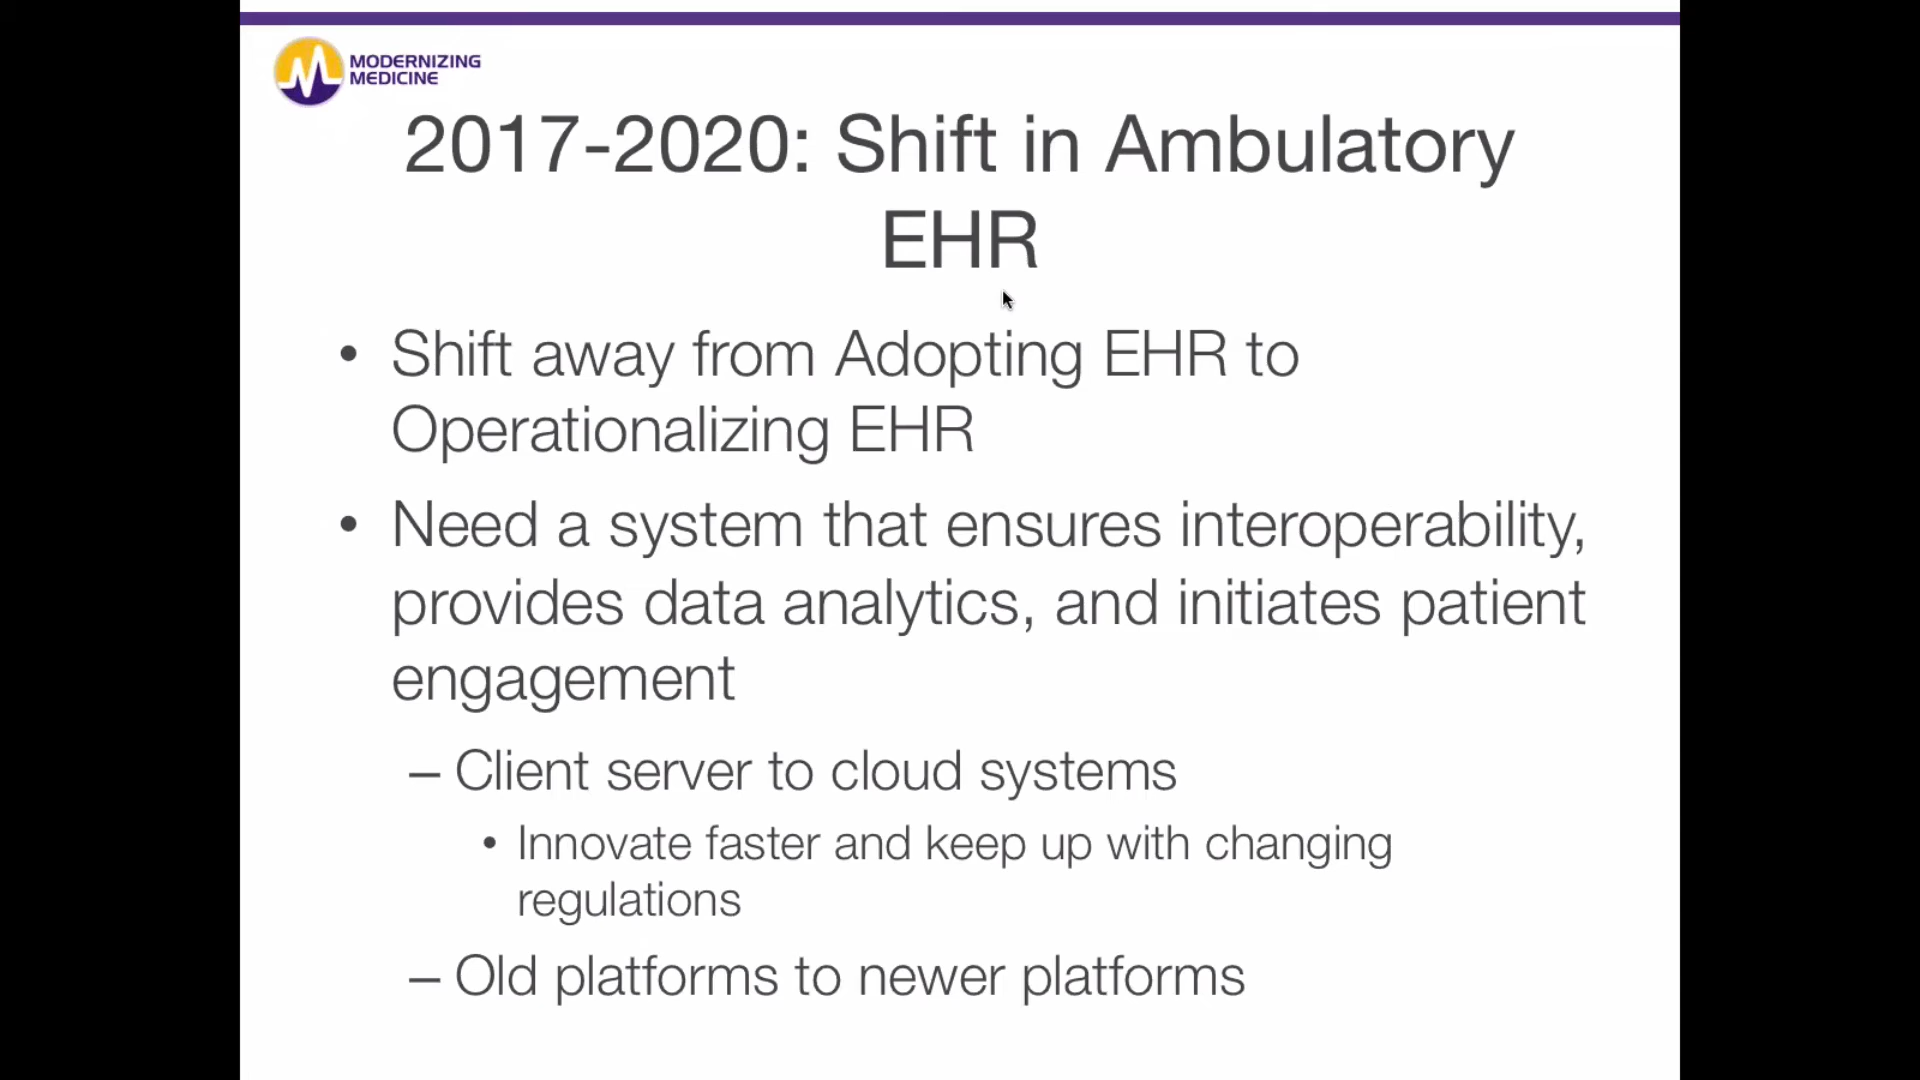 MODERNIZING
MEDICINE
2017-2020: Shift in Ambulatory
EHR
• Shift away from Adopting EHR to
Operationalizing EHR
• Need a system that ensures interoperability,
provides data analytics, and initiates patient
engagement
– Client server to cloud systems
• Innovate faster and keep up with changing
regulations
– Old platforms to newer platforms